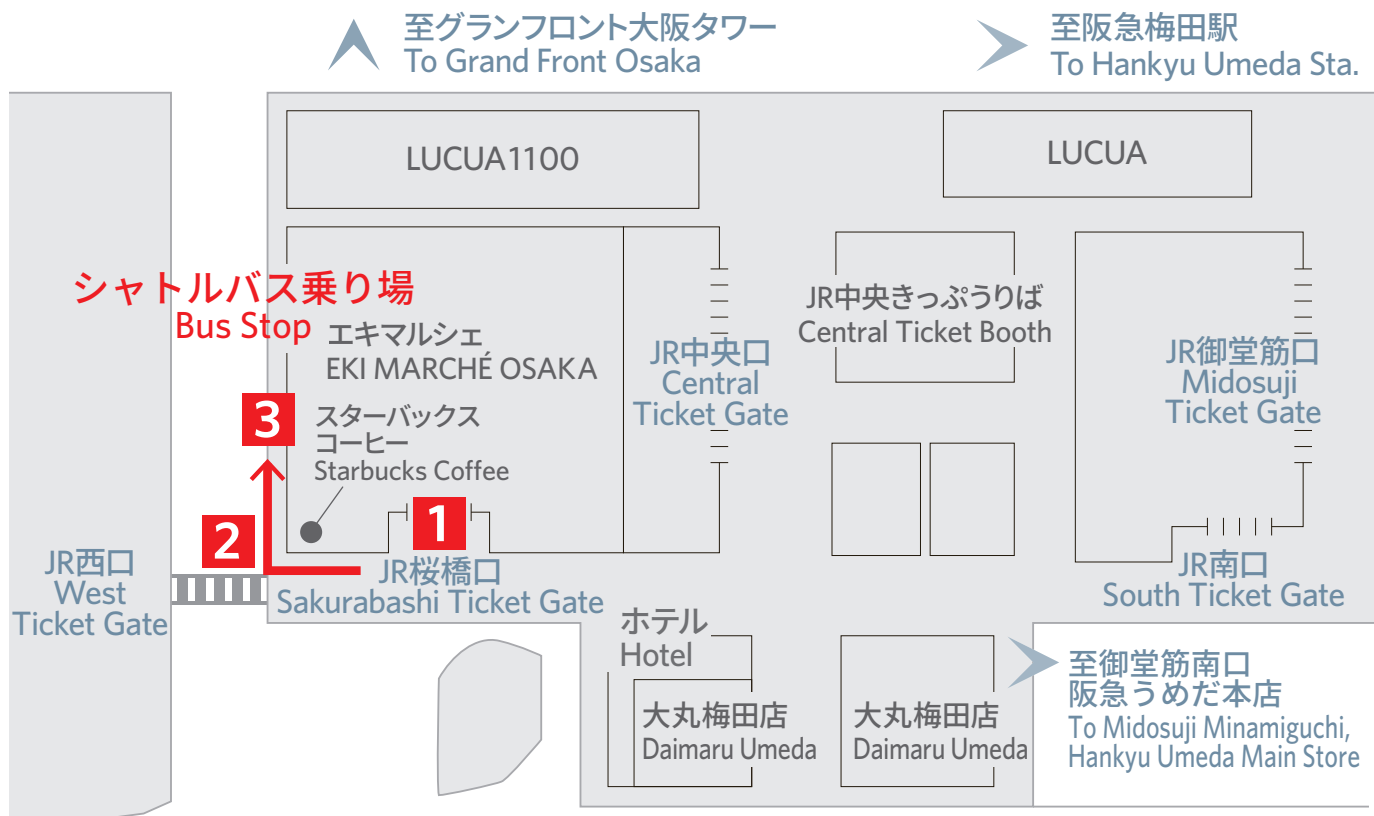 至グランフロント大阪タワー
To Grand Front Osaka
至阪急梅田駅
To Hankyu Umeda Sta.
LUCUA1100
LUCUA
シャトルバス乗り場
Bus Stop
エキマルシェ
EKI MARCHÉ OSAKA
スターバックス
コーヒー
Starbucks Coffee
JR中央口
Central
Ticket Gate
JR中央きっぷうりば
Central Ticket Booth
JR御堂筋口
Midosuji
Ticket Gate
3
2
1
JR西口
West
Ticket Gate
JR桜橋口
Sakurabashi Ticket Gate
JR南口
South Ticket Gate
ホテル
Hotel
大丸梅田店
Daimaru Umeda
大丸梅田店
Daimaru Umeda
至御堂筋南口
阪急うめだ本店
To Midosuji Minamiguchi,
Hankyu Umeda Main Store